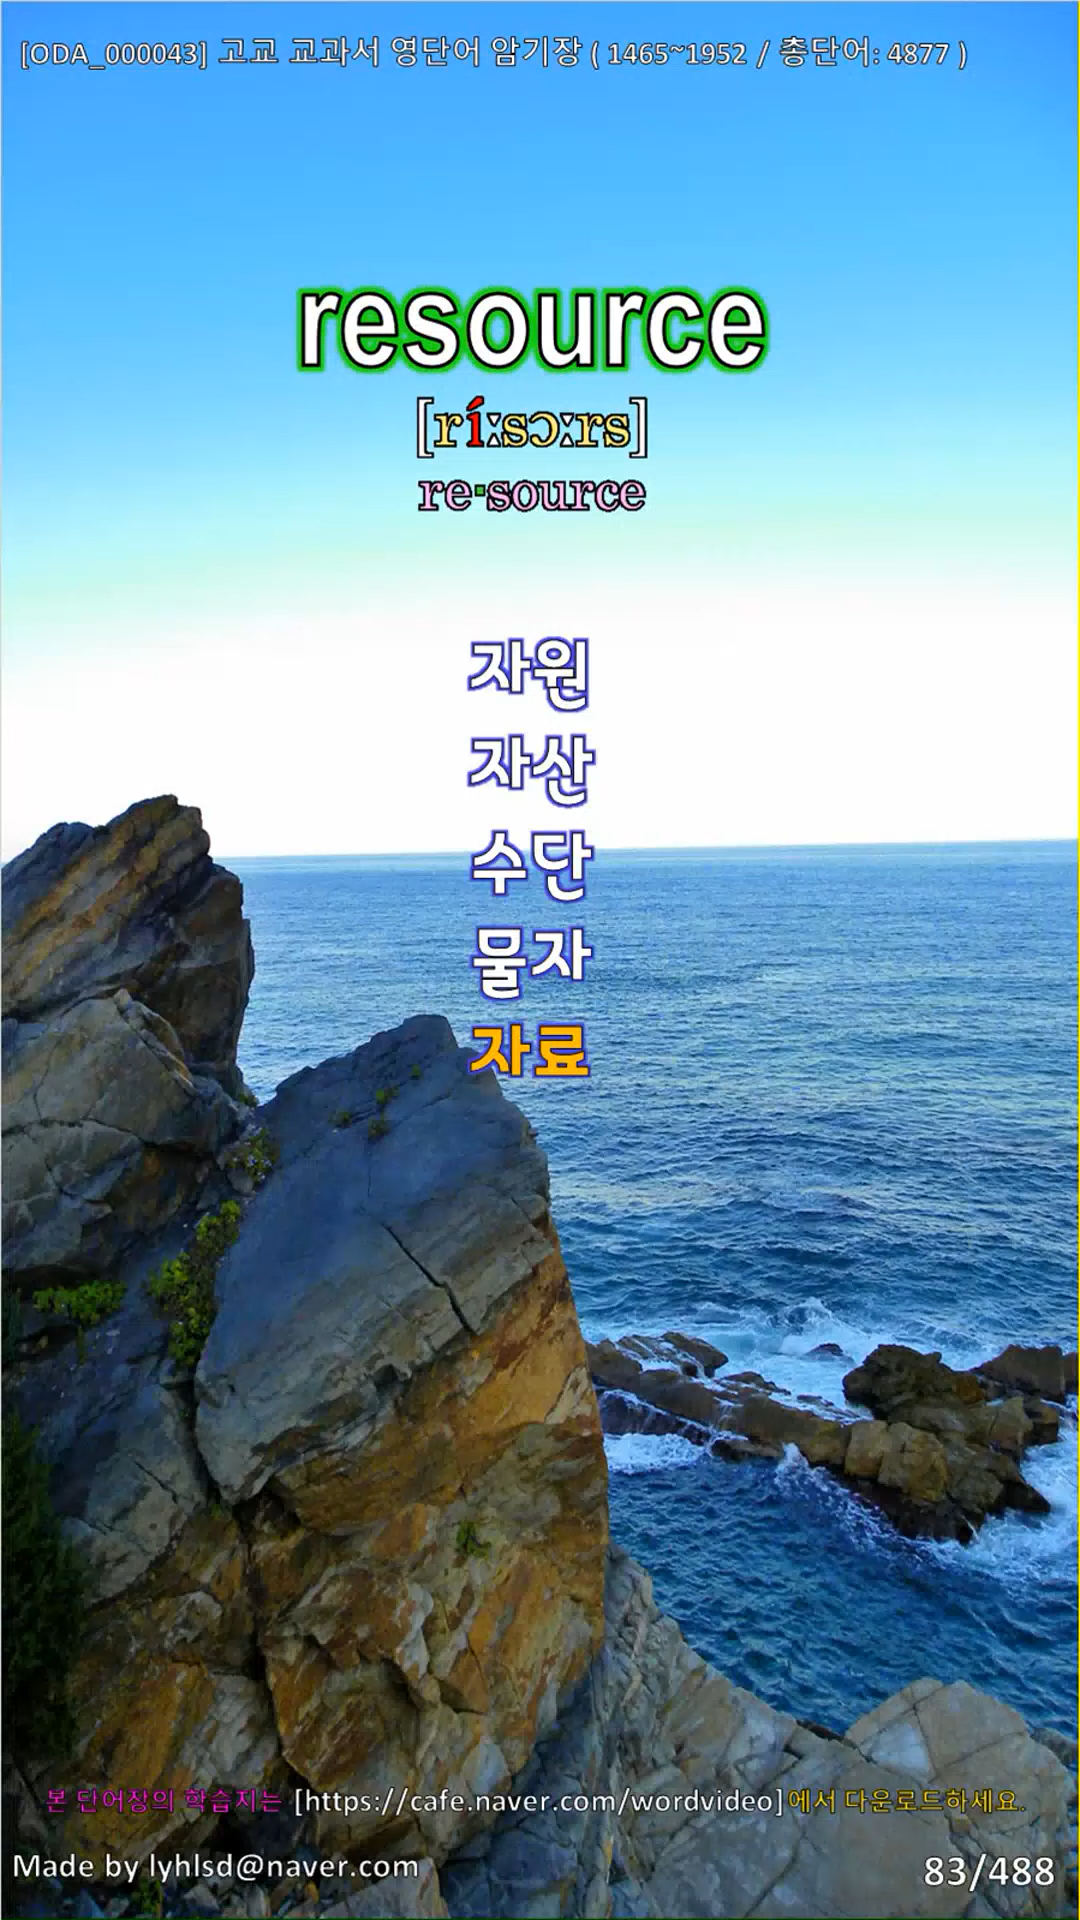 [ODA_000043] 고교 교과서 영단어 암기장 ( 1465~1952 / 총단어: 4877 )
resource
[ríːsɔːrs]
re·source
자원
자산
수단
물자
자료
본 단어장의 학습지는 [https://cafe.naver.com/wordvideo]에서 다운로드하세요.
Made by lyhlsd@naver.com
83/488